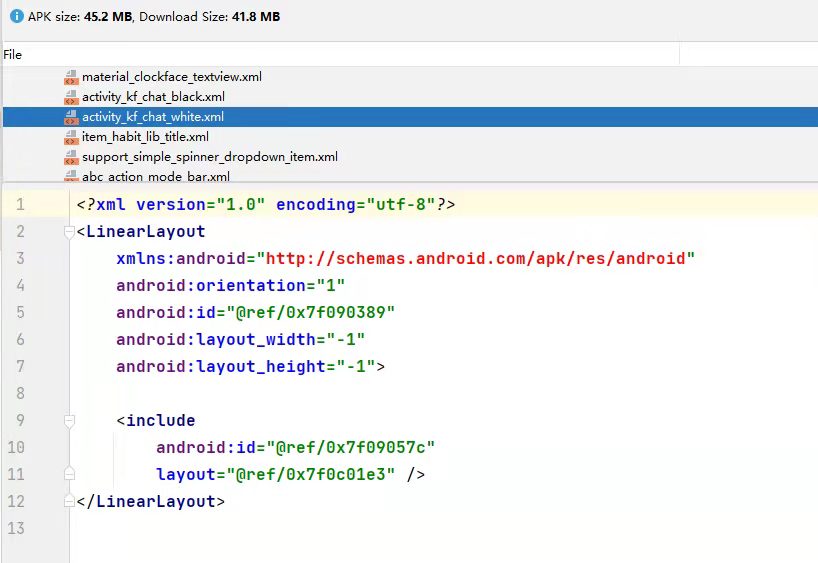 APK size: 45.2 MB, Download Size: 41.8 MB
File
material_clockface_textview.xml
activity_kf_chat_black.xml
activity_kf_chat_white.xml
item_habit_lib_title.xml
support_simple_spinner_dropdown_item.xml
abc_action_mode_bar.xml
1 <?xml version="1.0" encoding="utf-8"?>
2 <LinearLayout
3 xmlns:android="http://schemas.android.com/apk/res/android"
4 android:orientation="1"
5 android:id="@ref/0x7f090389"
6 android:layout_width="-1"
7 android:layout_height="-1">
8
9 <include
10 android:id="@ref/0x7f09057c"
11 layout="@ref/0x7f0c01e3" />
12 </LinearLayout>
13